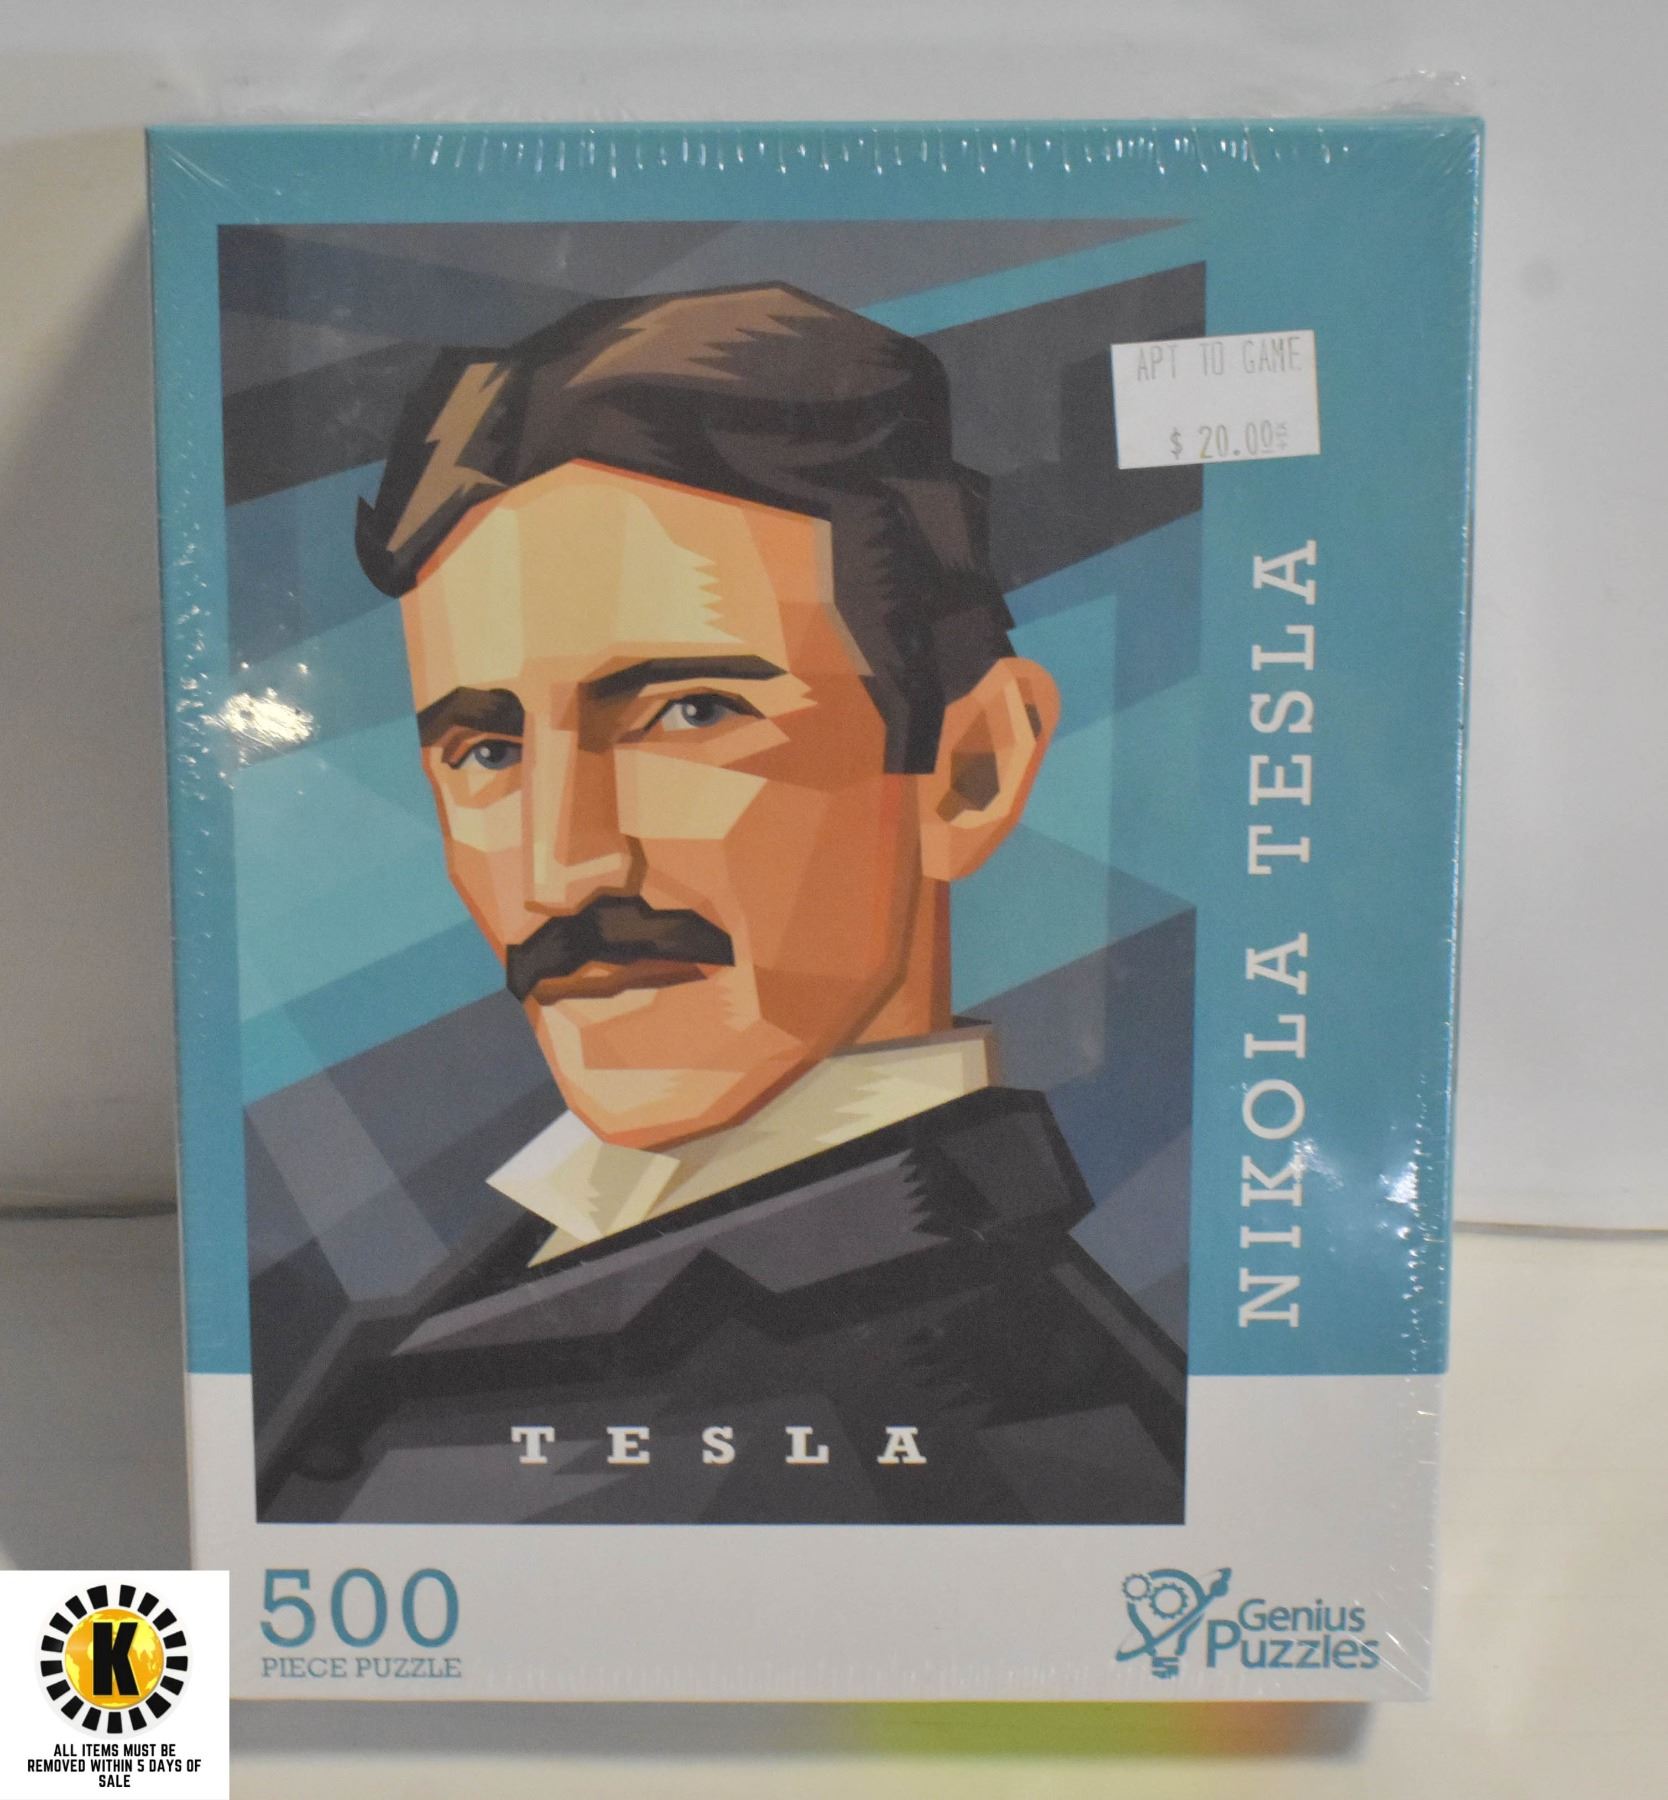 APT TO GAME
$ 20.00
NIKOLA TESLA
TESLA
500
PIECE PUZZLE
Genius
Puzzles
K
ALL ITEMS MUST BE
REMOVED WITHIN 5 DAYS OF
SALE